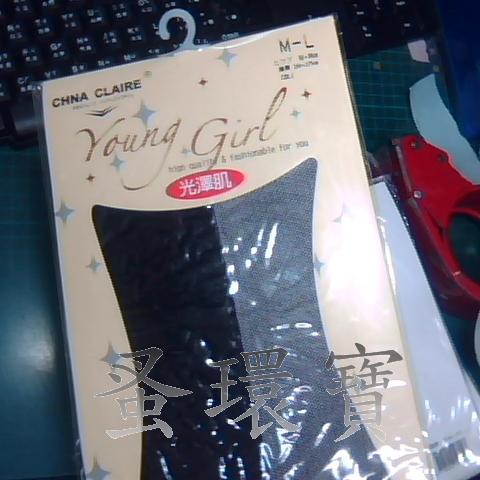 CHNA CLAIRE®
M-L
Young Girl
high quality & fashionable for you
光澤肌
蚤環寶